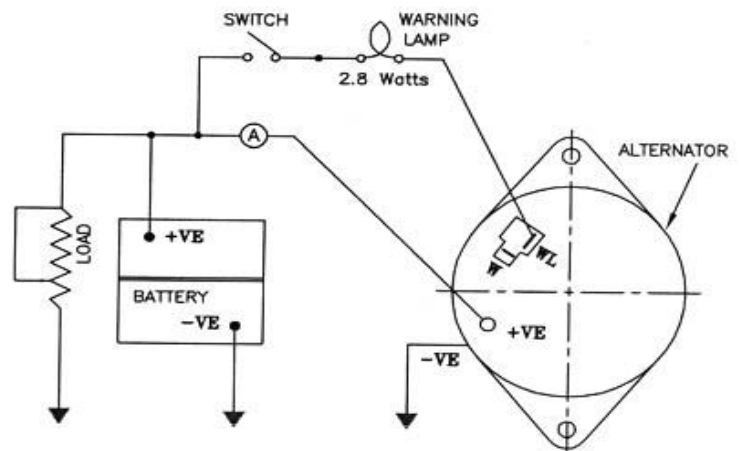 SWITCH
WARNING
LAMP
2.8 Watts
A
ALTERNATOR
LOAD
+VE
BATTERY
-VE
W
WL
+VE
-VE